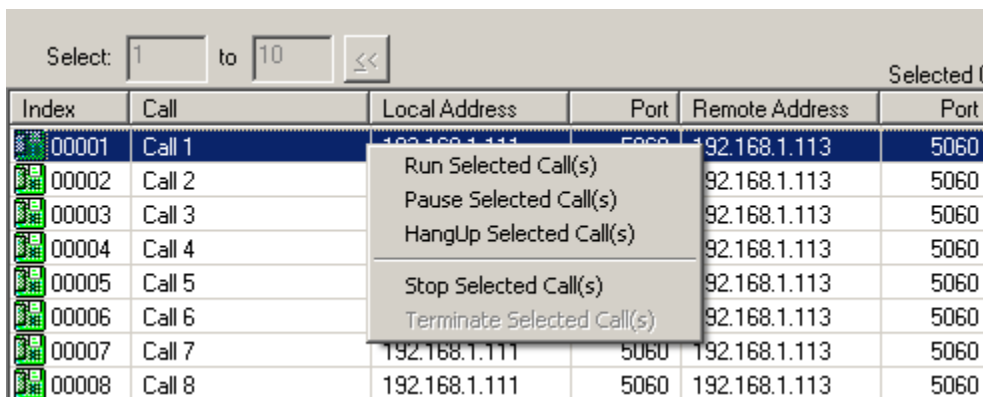 Select: 1 to 10 <<
Selected
Index Call Local Address Port Remote Address Port
00001 Call 1 192.168.1.111 5060 192.168.1.113 5060
Run Selected Call(s)
00002 Call 2 92.168.1.113 5060
Pause Selected Call(s)
00003 Call 3 92.168.1.113 5060
HangUp Selected Call(s)
00004 Call 4 92.168.1.113 5060
00005 Call 5 92.168.1.113 5060
Stop Selected Call(s)
00006 Call 6 92.168.1.113 5060
Terminate Selected Call(s)
00007 Call 7 192.168.1.111 5060 192.168.1.113 5060
00008 Call 8 192.168.1.111 5060 192.168.1.113 5060